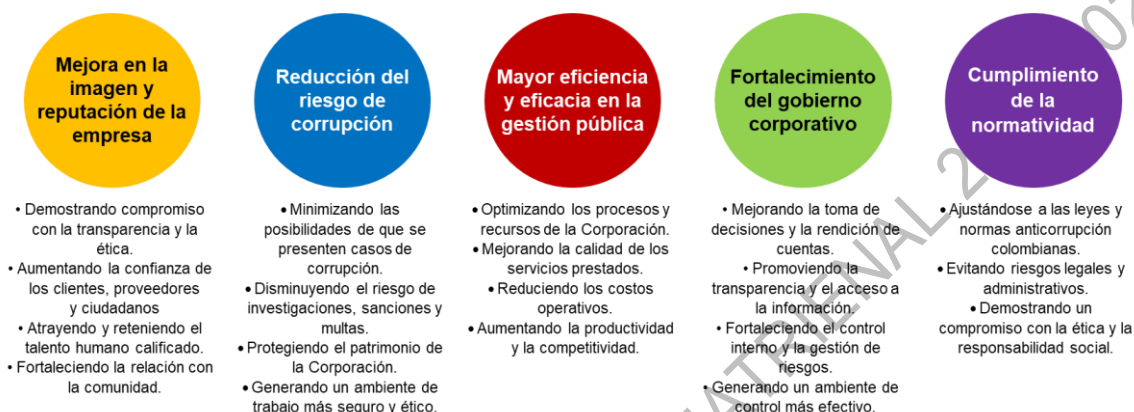 Mejora en la
imagen y
reputación de la
empresa
• Demostrando compromiso
con la transparencia y la
ética.
• Aumentando la confianza de
los clientes, proveedores
y ciudadanos
• Atrayendo y reteniendo el
talento humano calificado.
• Fortaleciendo la relación con
la comunidad.
Reducción del
riesgo de
corrupción
• Minimizando las
posibilidades de que se
presenten casos de
corrupción.
• Disminuyendo el riesgo de
investigaciones, sanciones y
multas.
• Protegiendo el patrimonio de
la Corporación.
• Generando un ambiente de
trabajo más seguro y ético.
Mayor eficiencia
y eficacia en la
gestión pública
• Optimizando los procesos y
recursos de la Corporación.
• Mejorando la calidad de los
servicios prestados.
• Reduciendo los costos
operativos.
• Aumentando la productividad
y la competitividad.
Fortalecimiento
del gobierno
corporativo
• Mejorando la toma de
decisiones y la rendición de
cuentas.
• Promoviendo la
transparencia y el acceso a
la información.
• Fortaleciendo el control
interno y la gestión de
riesgos.
• Generando un ambiente de
control más efectivo.
Cumplimiento
de la
normatividad
• Ajustándose a las leyes y
normas anticorrupción
colombianas.
• Evitando riesgos legales y
administrativos.
• Demostrando un
compromiso con la ética y la
responsabilidad social.